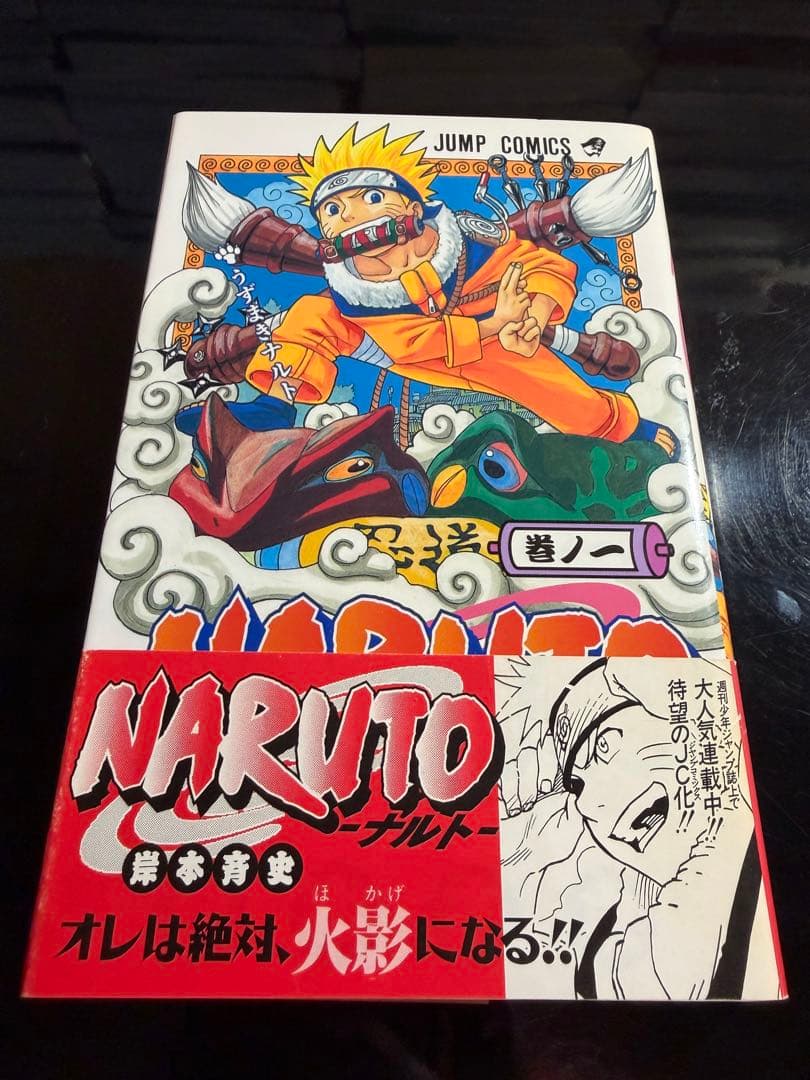 JUMP COMICS
うずまきナルト
巻ノ一
NARUTO
NARUTO
-ナルト-
岸本斉史
オレは絶対、火影になる!!
ほかげ
週刊少年ジャンプ誌上で
大人気連載中!!
待望のJC化!!
ジャンプコミックス